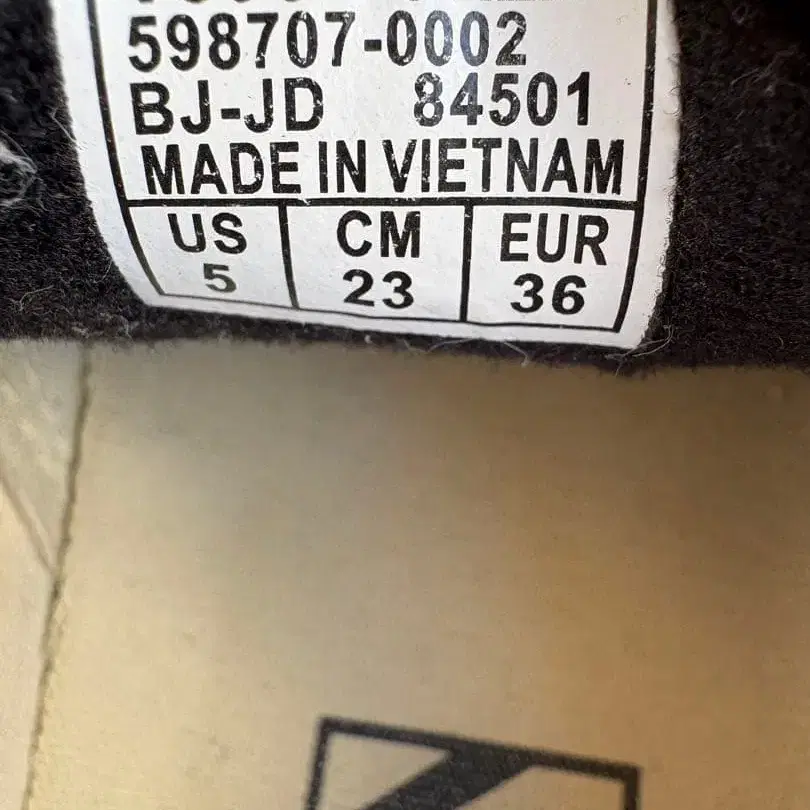 598707-0002
BJ-JD 84501
MADE IN VIETNAM
US CM EUR
5 23 36